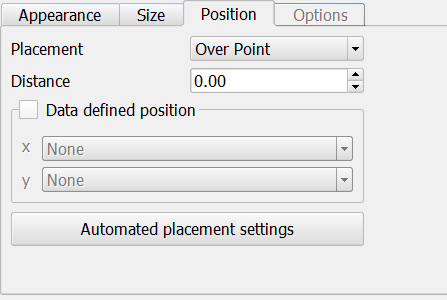 Appearance Size Position Options
Placement Over Point
Distance 0.00
Data defined position
x None
y None
Automated placement settings